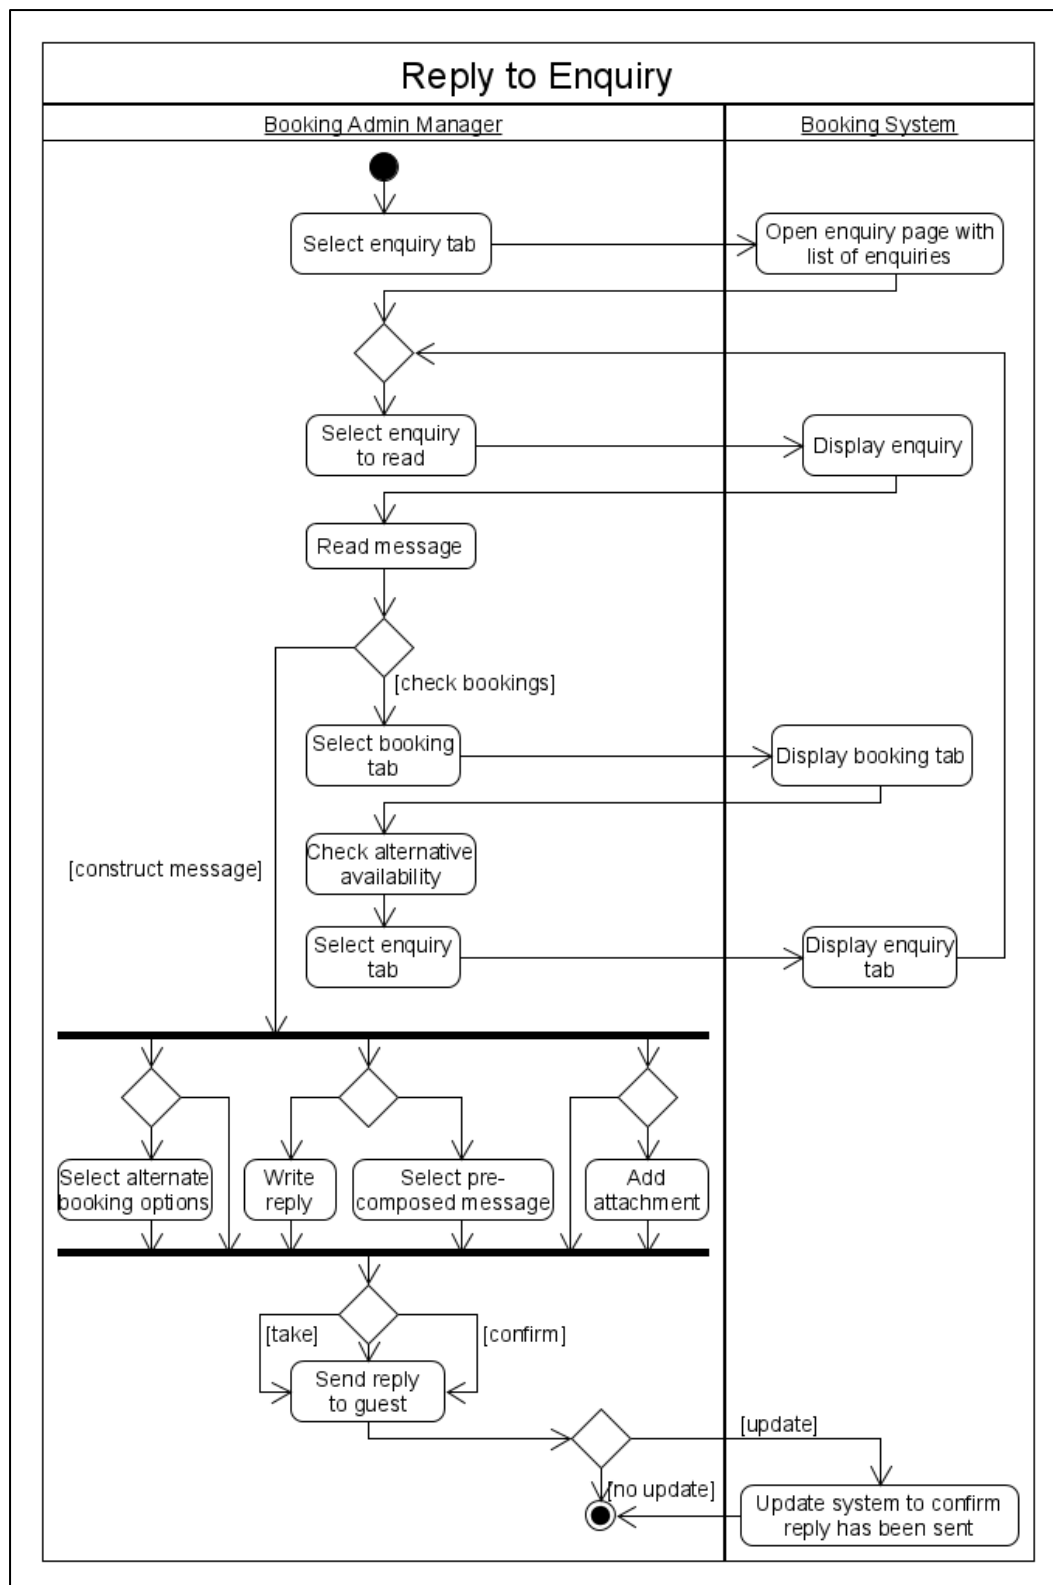 Reply to Enquiry
Booking Admin Manager
Booking System
Select enquiry tab
Open enquiry page with
list of enquiries
Select enquiry
to read
Display enquiry
Read message
[check bookings]
Select booking
tab
Display booking tab
Check alternative
availability
[construct message]
Select enquiry
tab
Display enquiry
tab
Select alternate
booking options
Write
reply
Select pre-
composed message
Add
attachment
[take]
[confirm]
Send reply
to guest
[update]
[no update]
Update system to confirm
reply has been sent